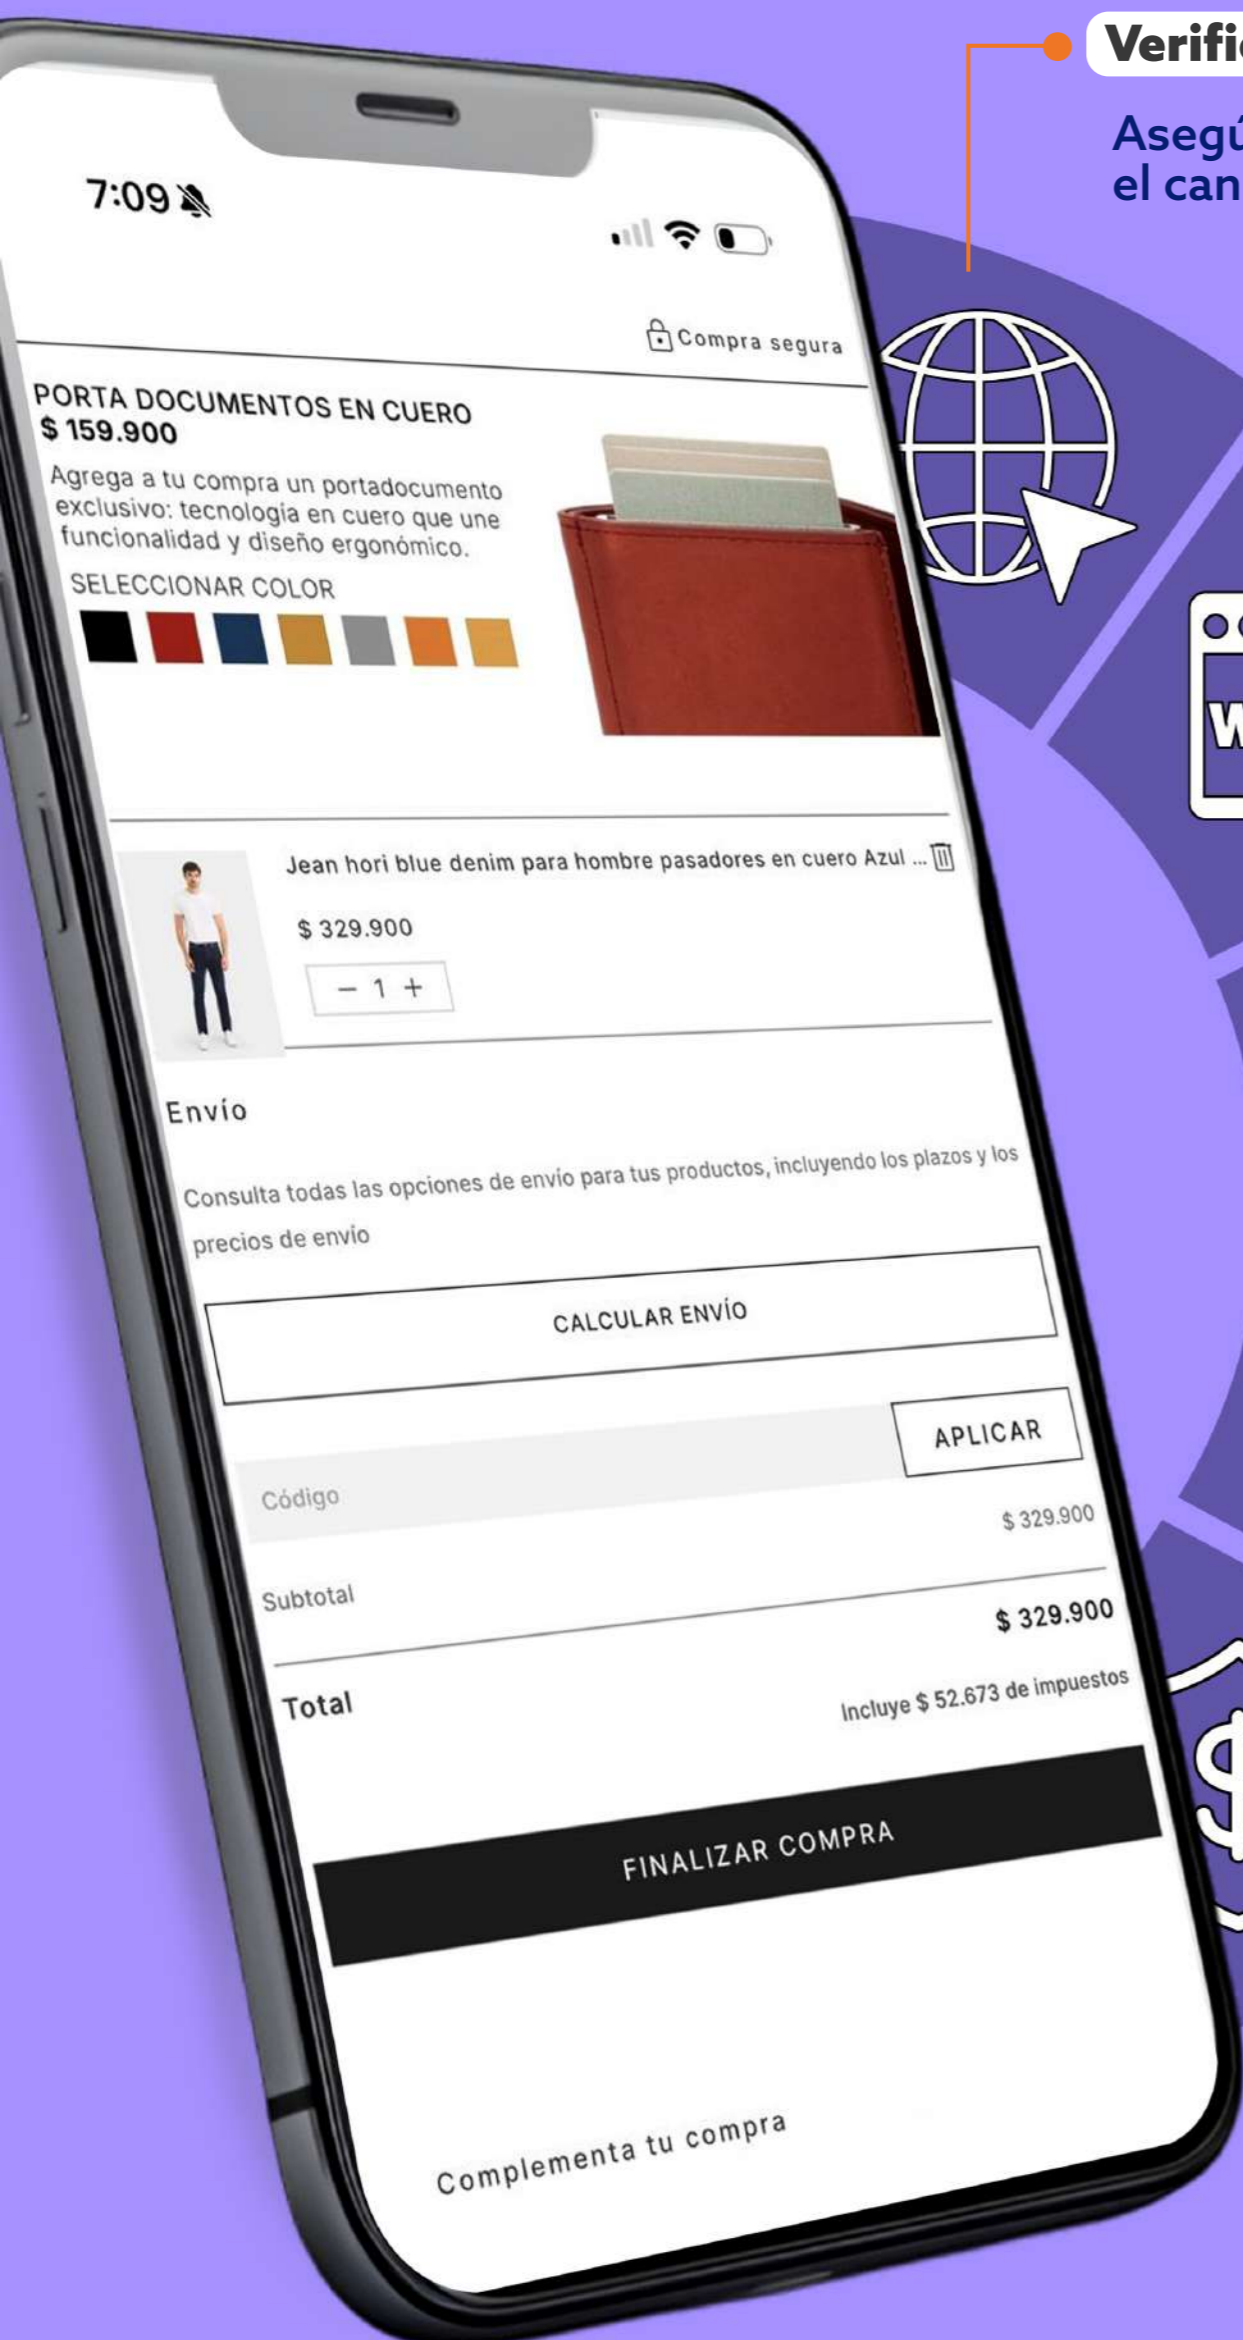 7:09
Compra segura
PORTA DOCUMENTOS EN CUERO
$ 159.900
Agrega a tu compra un portadocumento
exclusivo: tecnología en cuero que une
funcionalidad y diseño ergonómico.
SELECCIONAR COLOR
Jean hori blue denim para hombre pasadores en cuero Azul ...
$ 329.900
− 1 +
Envío
Consulta todas las opciones de envío para tus productos, incluyendo los plazos y los
precios de envío
CALCULAR ENVÍO
Código
APLICAR
Subtotal
$ 329.900
Total
$ 329.900
Incluye $ 52.673 de impuestos
FINALIZAR COMPRA
Complementa tu compra
el